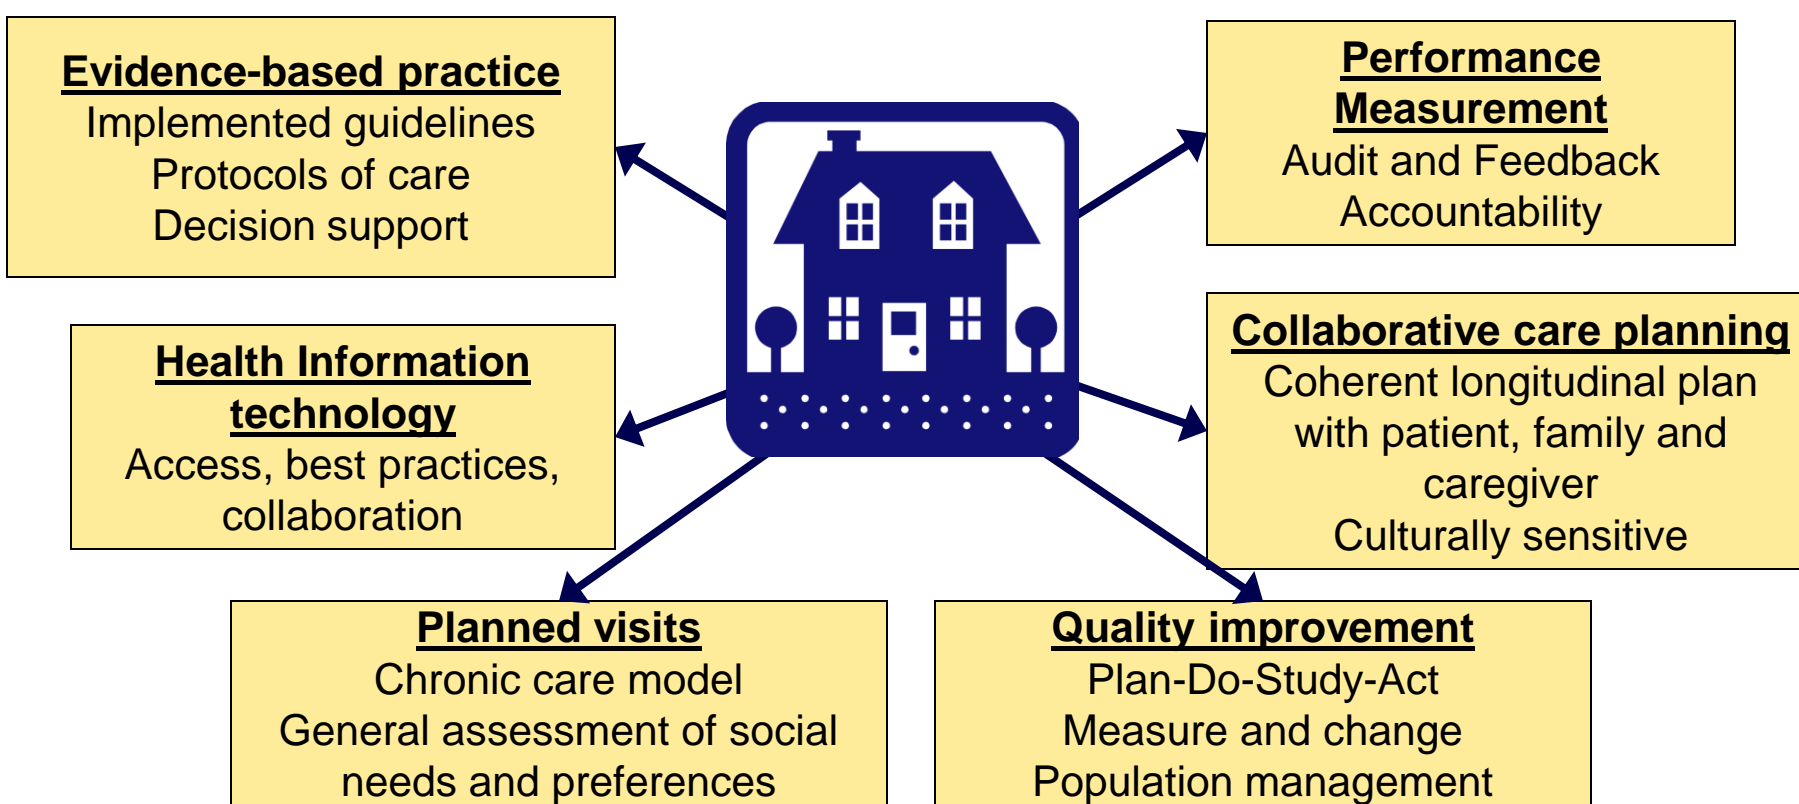 Evidence-based practice
Implemented guidelines
Protocols of care
Decision support
Performance
Measurement
Audit and Feedback
Accountability
Health Information
technology
Access, best practices,
collaboration
Collaborative care planning
Coherent longitudinal plan
with patient, family and
caregiver
Culturally sensitive
Planned visits
Chronic care model
General assessment of social
needs and preferences
Quality improvement
Plan-Do-Study-Act
Measure and change
Population management